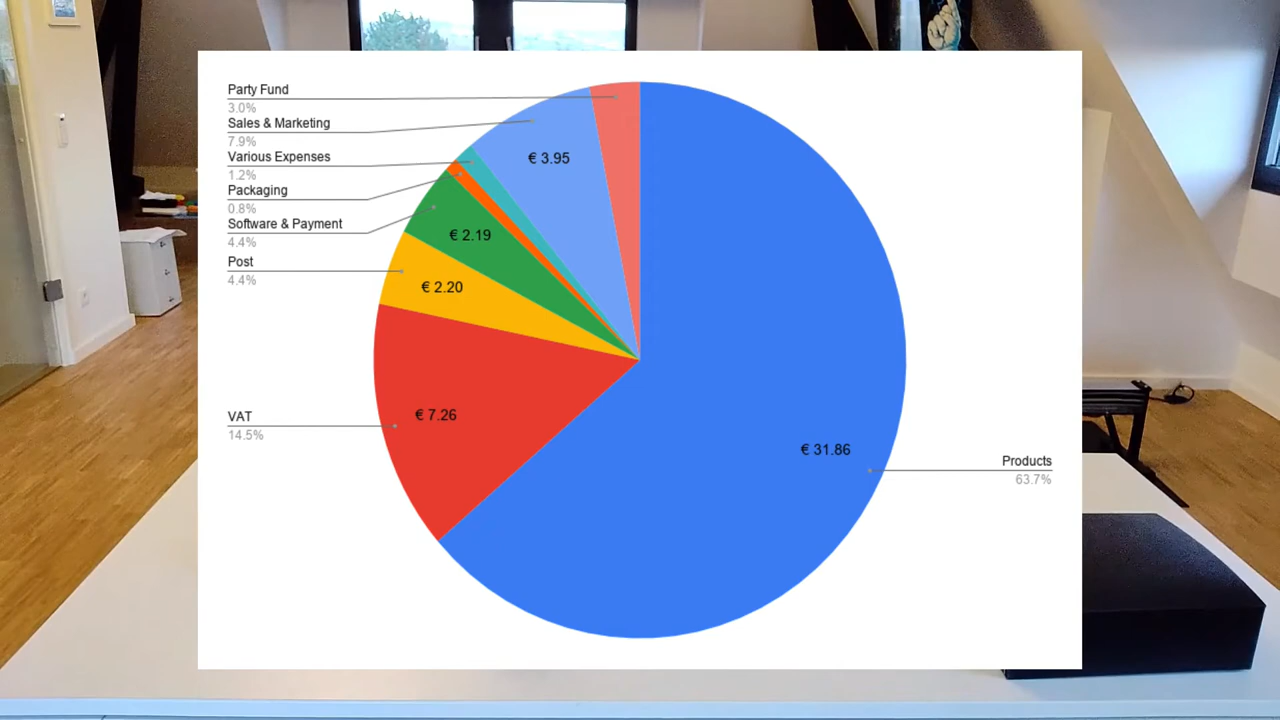 Party Fund
3.0%
Sales & Marketing
7.9%
Various Expenses
1.2%
Packaging
0.8%
Software & Payment
4.4%
Post
4.4%
VAT
14.5%
€ 3.95
€ 2.19
€ 2.20
€ 7.26
€ 31.86
Products
63.7%